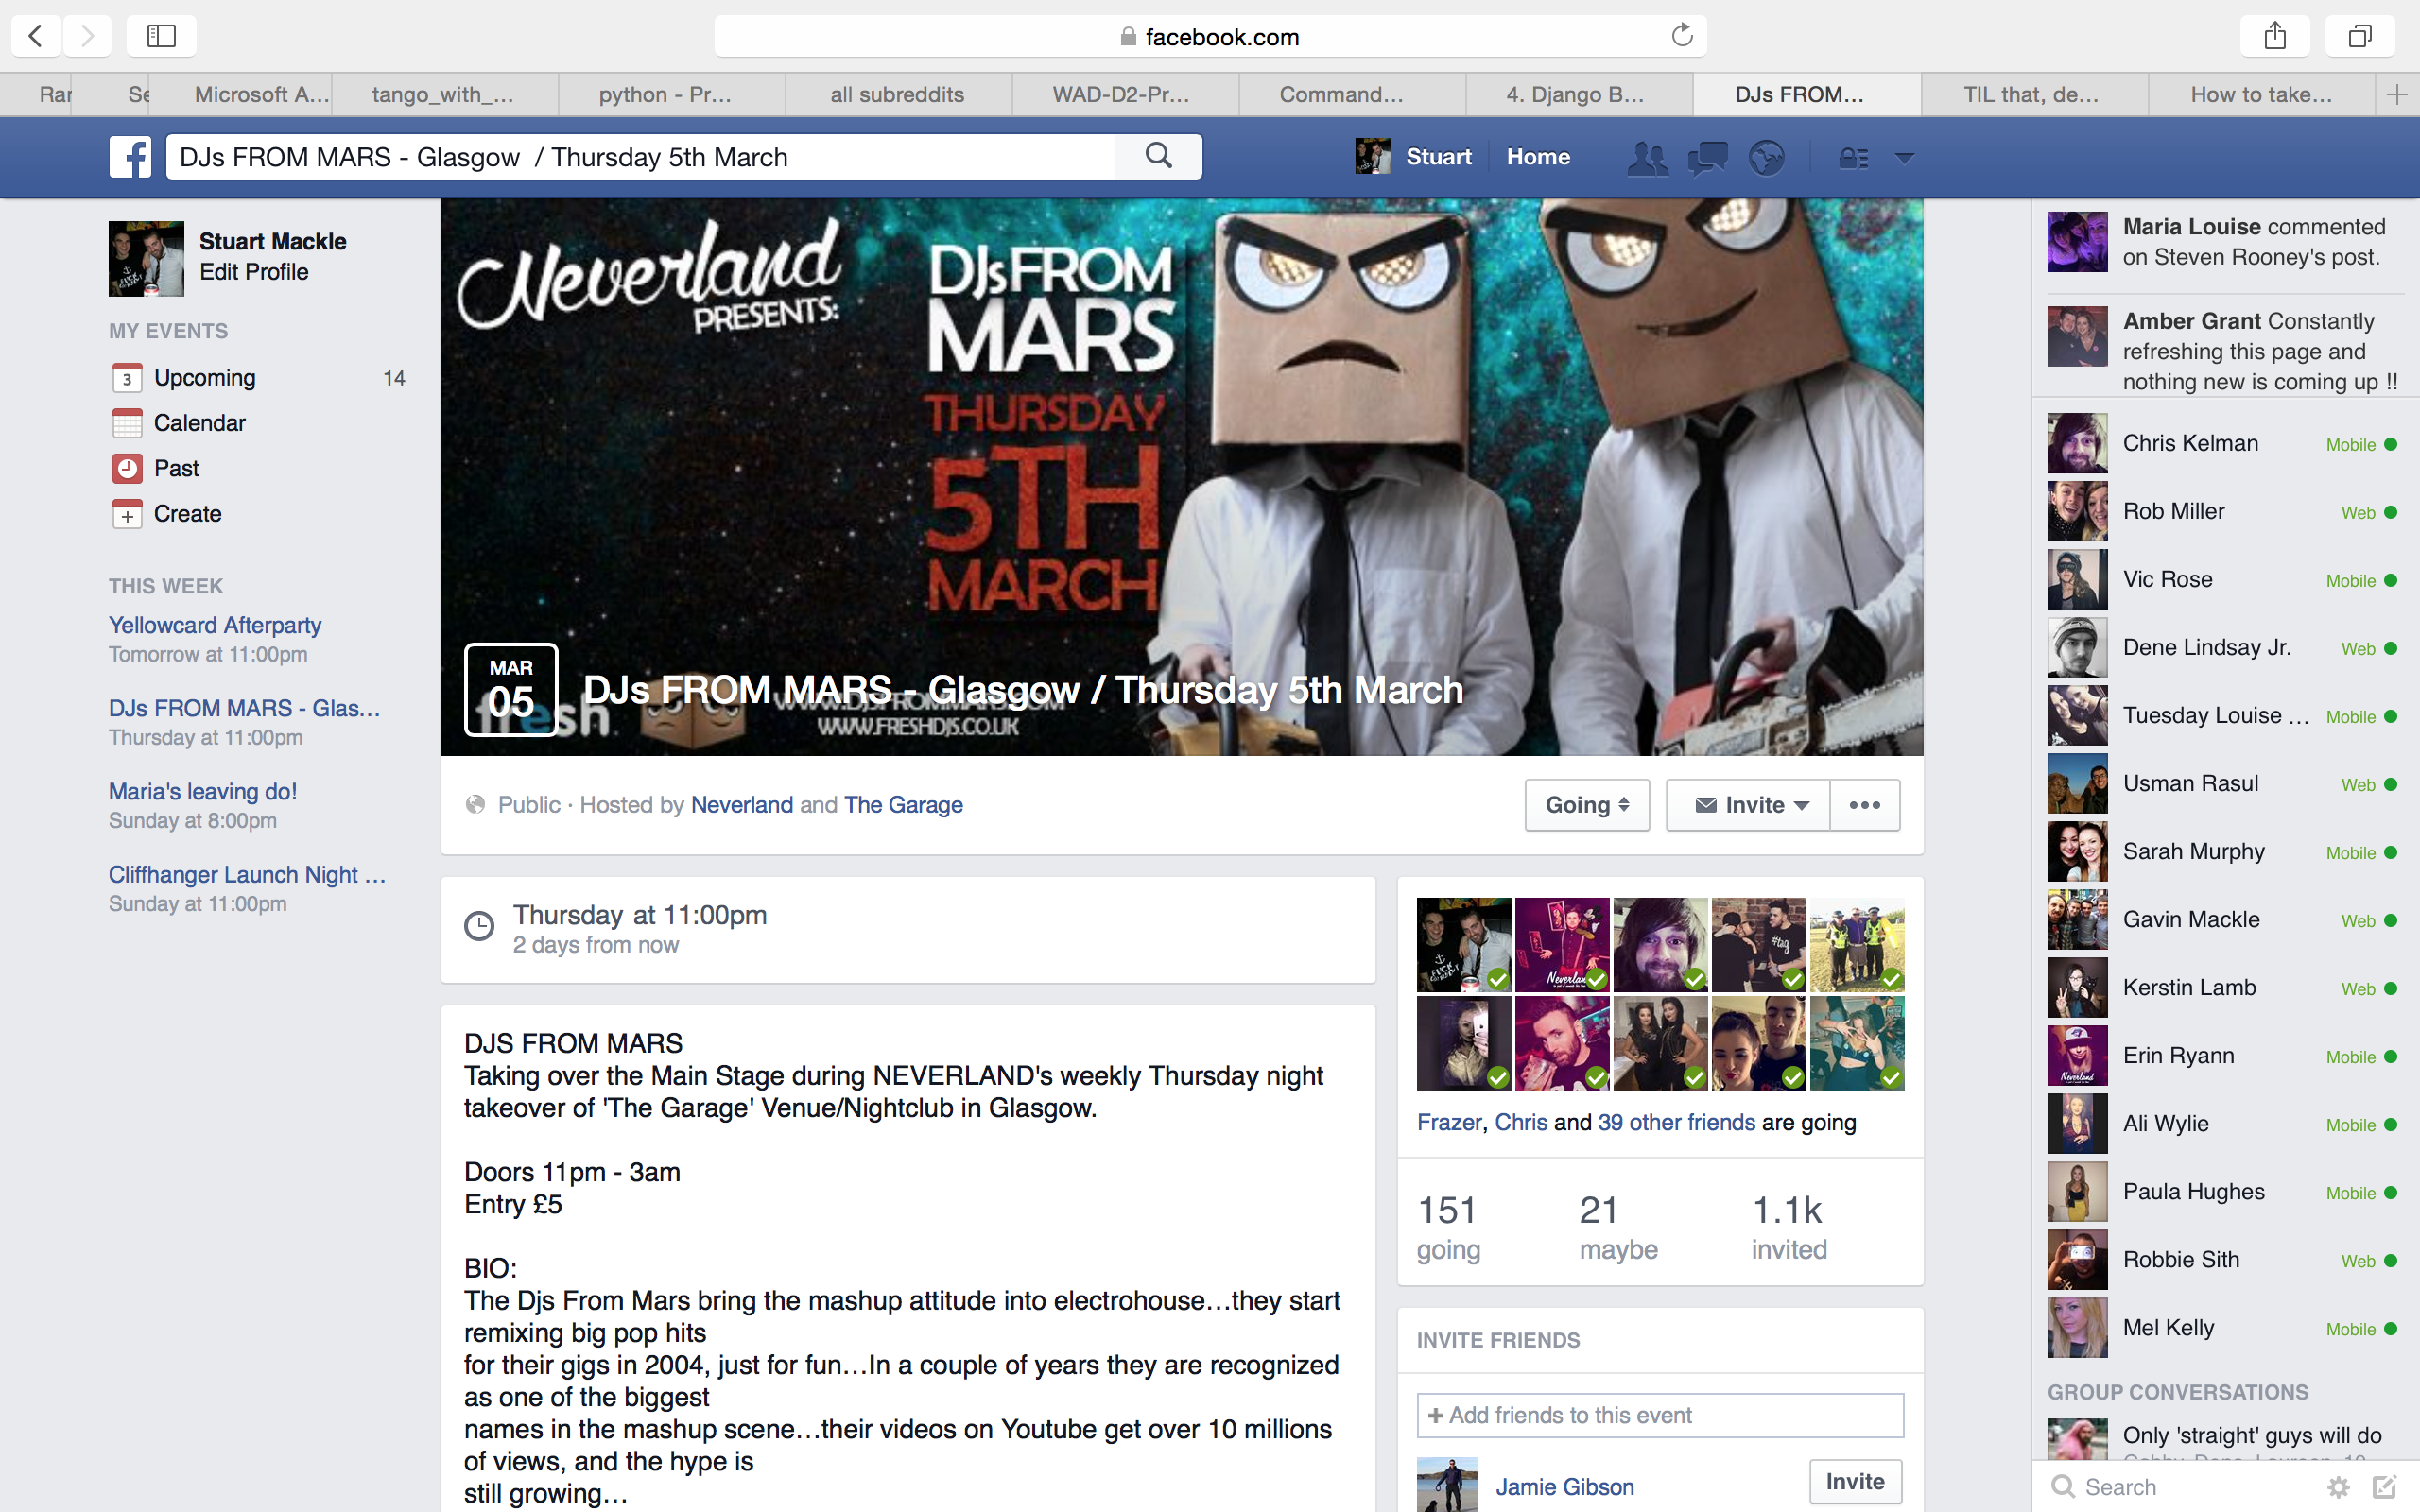 facebook.com
Rar
Se
Microsoft A...
tango_with_...
python - Pr...
all subreddits
WAD-D2-Pr...
Command...
4. Django B...
DJs FROM...
TIL that, de...
How to take...
DJs FROM MARS - Glasgow / Thursday 5th March
Stuart
Home
Stuart Mackle
Edit Profile
MY EVENTS
3 Upcoming 14
Calendar
Past
Create
THIS WEEK
Yellowcard Afterparty
Tomorrow at 11:00pm
DJs FROM MARS - Glas...
Thursday at 11:00pm
Maria's leaving do!
Sunday at 8:00pm
Cliffhanger Launch Night ...
Sunday at 11:00pm
Neverland
PRESENTS:
DJs FROM
MARS
THURSDAY
5TH
MARCH
MAR
05
DJs FROM MARS - Glasgow / Thursday 5th March
fresh.
WWW.DJSFROMMARS.COM
WWW.FRESHDJS.CO.UK
Public · Hosted by Neverland and The Garage
Going
Invite
Thursday at 11:00pm
2 days from now
DJS FROM MARS
Taking over the Main Stage during NEVERLAND's weekly Thursday night
takeover of 'The Garage' Venue/Nightclub in Glasgow.
Doors 11pm - 3am
Entry £5
BIO:
The Djs From Mars bring the mashup attitude into electrohouse...they start
remixing big pop hits
for their gigs in 2004, just for fun...In a couple of years they are recognized
as one of the biggest
names in the mashup scene...their videos on Youtube get over 10 millions
of views, and the hype is
still growing...
#tag
Neverland
Frazer, Chris and 39 other friends are going
151
going
21
maybe
1.1k
invited
INVITE FRIENDS
+ Add friends to this event
Jamie Gibson
Invite
Maria Louise commented
on Steven Rooney's post.
Amber Grant Constantly
refreshing this page and
nothing new is coming up !!
Chris Kelman Mobile
Rob Miller Web
Vic Rose Mobile
Dene Lindsay Jr. Web
Tuesday Louise ... Mobile
Usman Rasul Web
Sarah Murphy Mobile
Gavin Mackle Web
Kerstin Lamb Web
Erin Ryann Mobile
Ali Wylie Mobile
Paula Hughes Mobile
Robbie Sith Web
Mel Kelly Mobile
GROUP CONVERSATIONS
Only 'straight' guys will do
Search